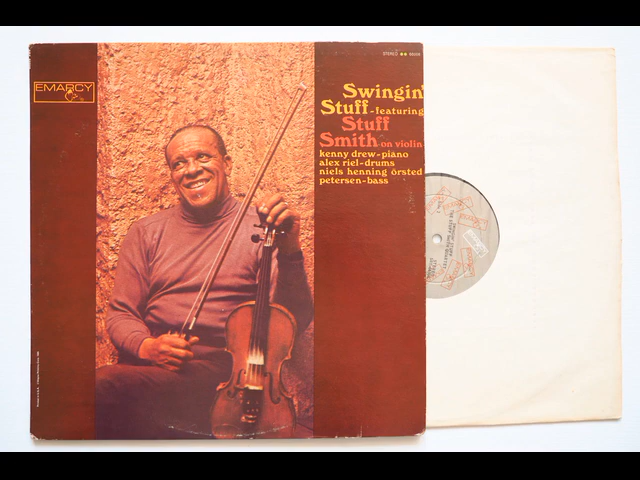 STEREO
EMARCY
Swingin'
Stuff-featuring
Stuff
Smith-on violin
kenny drew-piano
alex riel-drums
niels henning örsted
petersen-bass